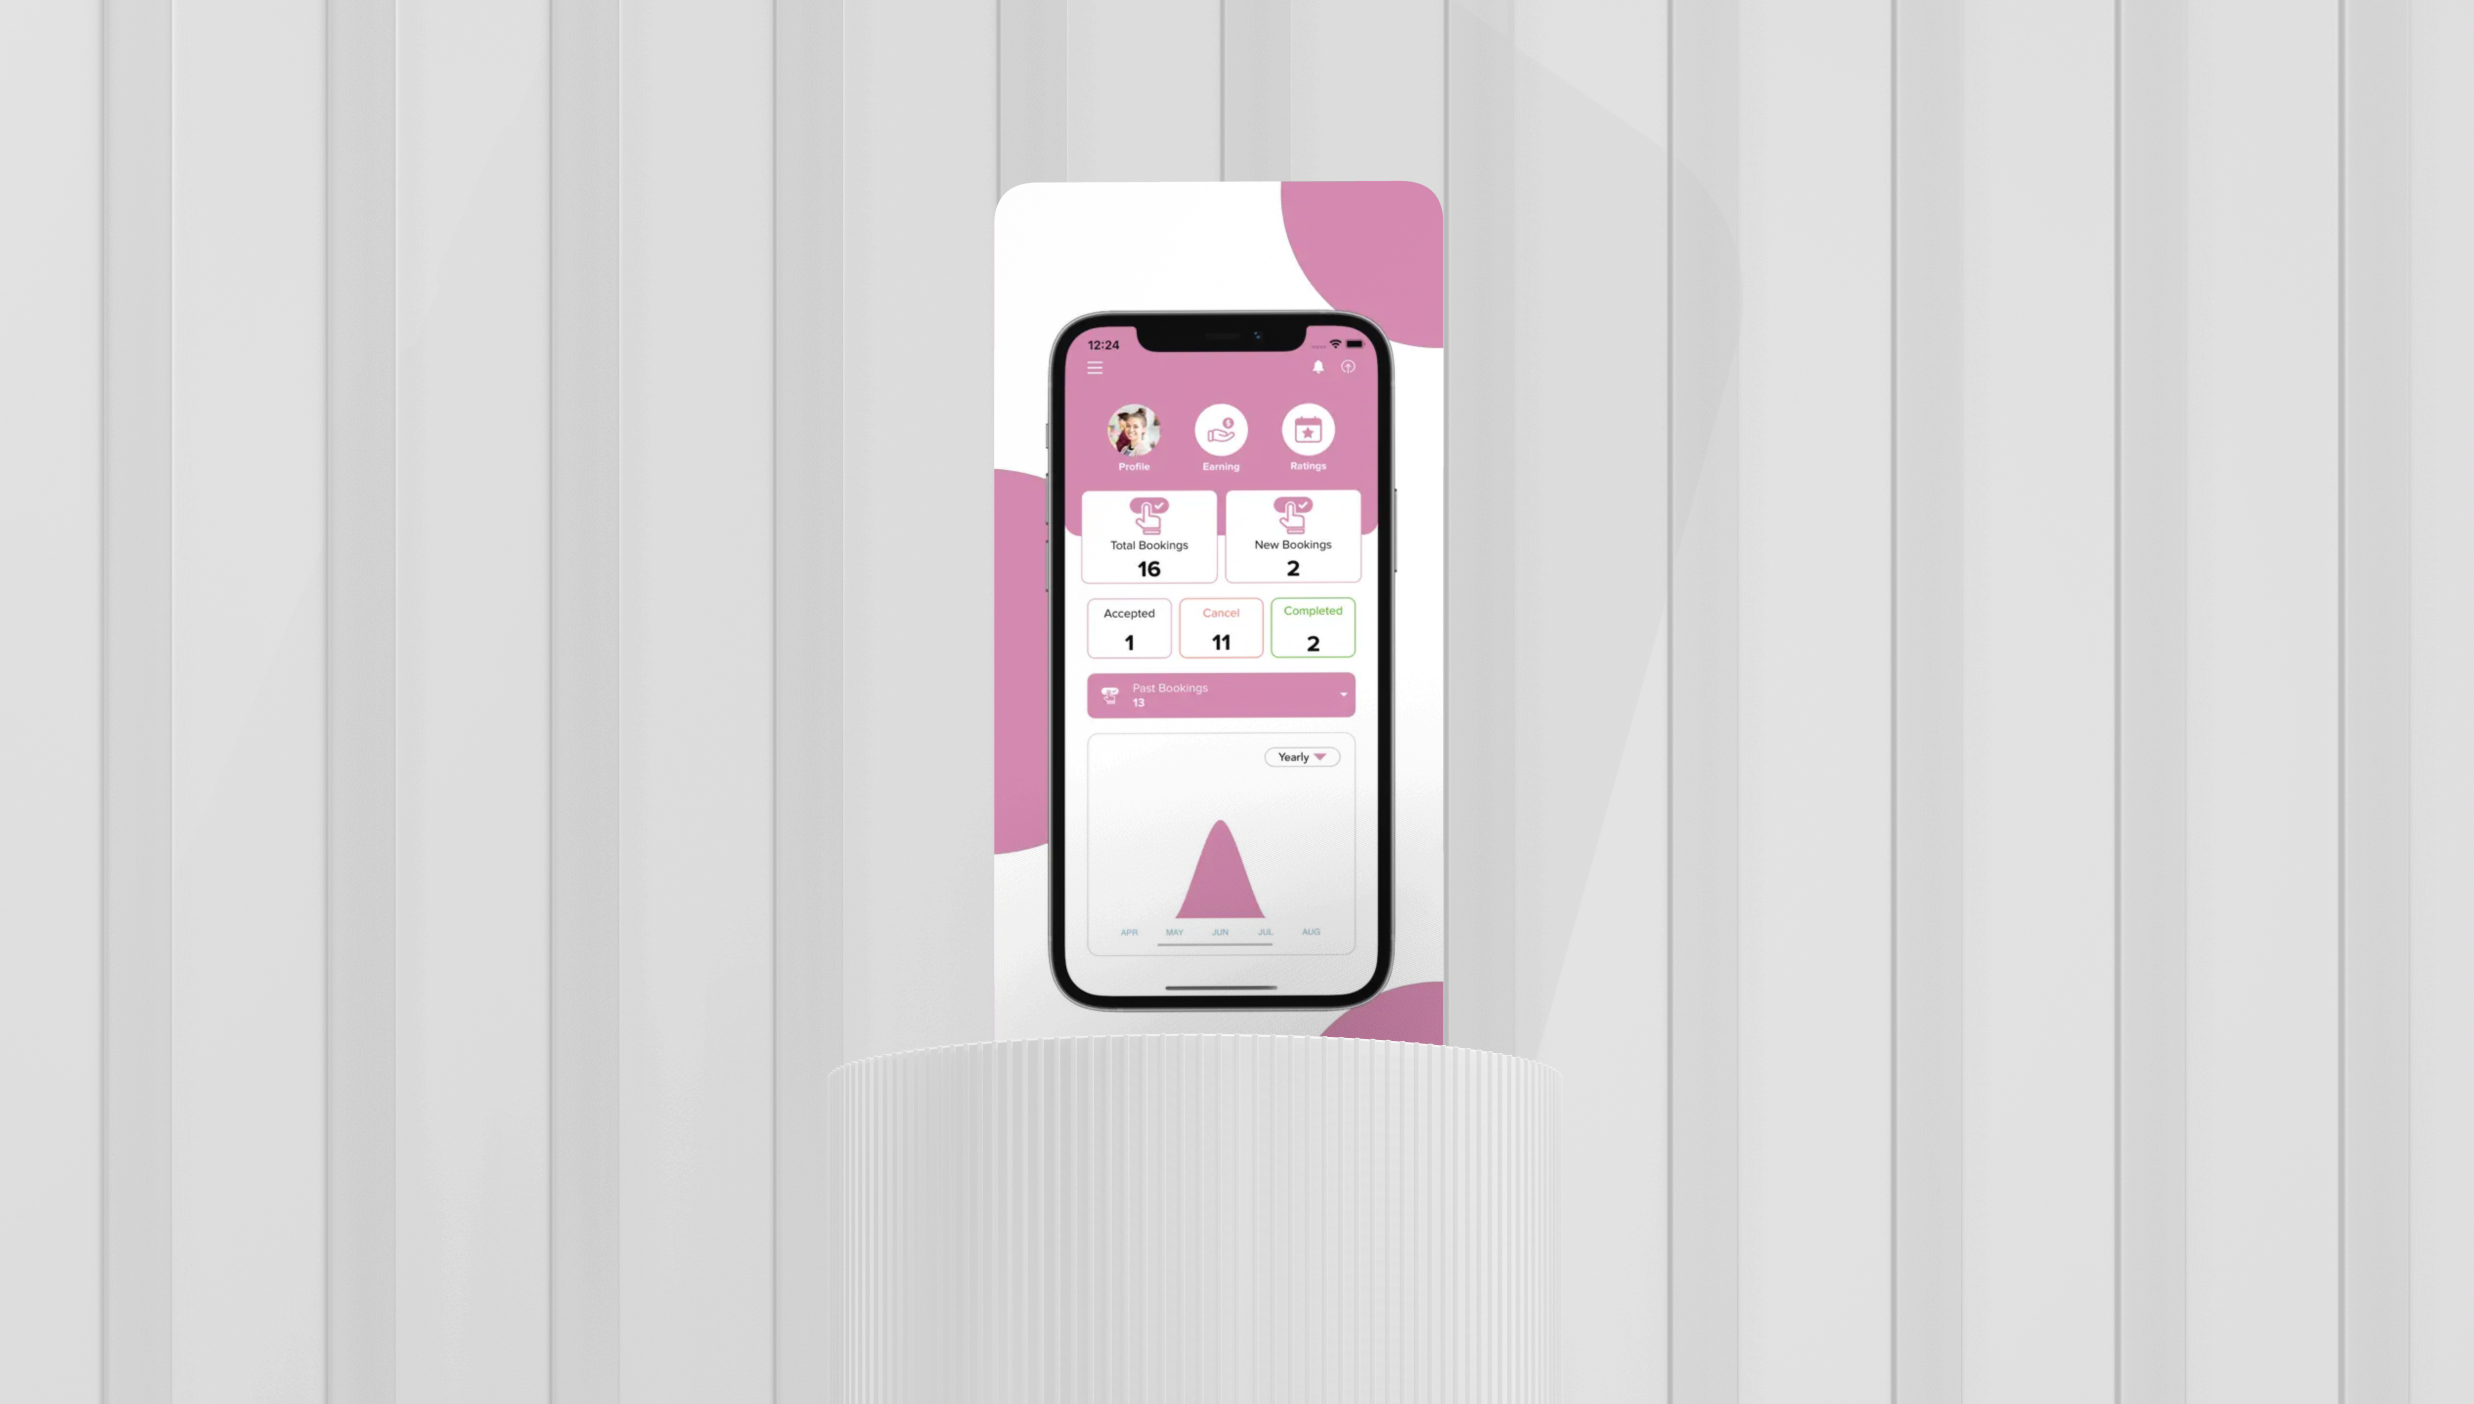 12:24
Profile Earning Ratings
Total Bookings New Bookings
16 2
Accepted Cancel Completed
1 11 2
Past Bookings
13
Yearly
APR MAY JUN JUL AUG